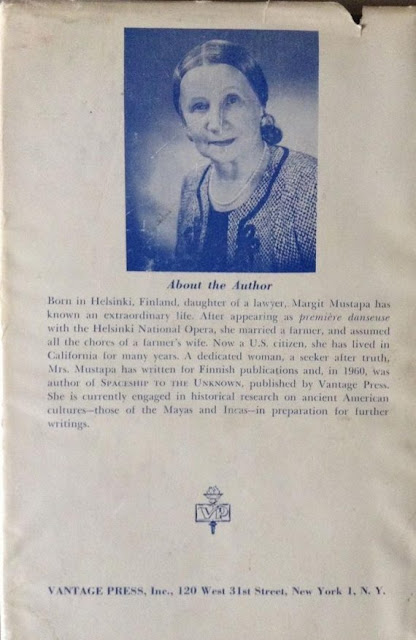 About the Author
Born in Helsinki, Finland, daughter of a lawyer, Margit Mustapa has
known an extraordinary life. After appearing as première danseuse
with the Helsinki National Opera, she married a farmer, and assumed
all the chores of a farmer's wife. Now a U.S. citizen, she has lived in
California for many years. A dedicated woman, a seeker after truth,
Mrs. Mustapa has written for Finnish publications and, in 1960, was
author of SPACESHIP TO THE UNKNOWN, published by Vantage Press.
She is currently engaged in historical research on ancient American
cultures—those of the Mayas and Incas—in preparation for further
writings.
VP
VANTAGE PRESS, Inc., 120 West 31st Street, New York 1, N. Y.